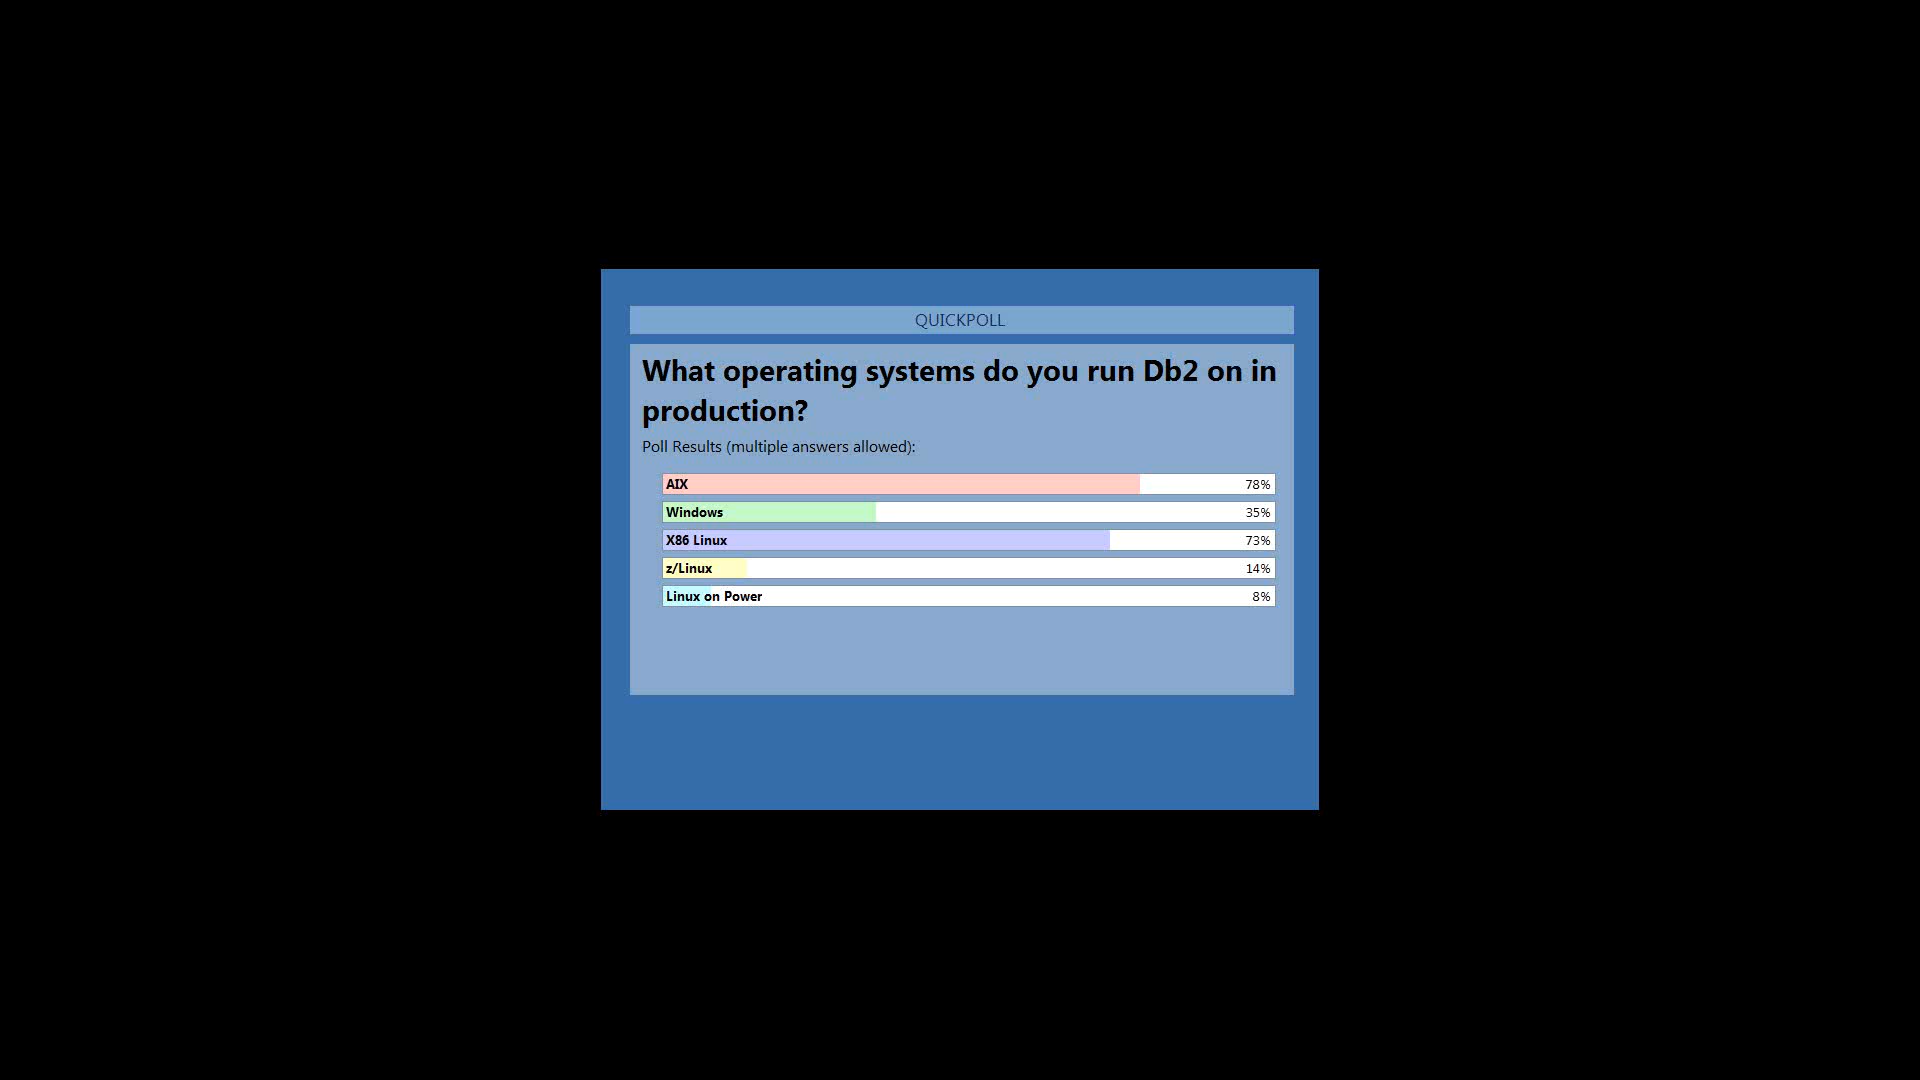 QUICKPOLL
What operating systems do you run Db2 on in
production?
Poll Results (multiple answers allowed):
AIX 78%
Windows 35%
X86 Linux 73%
z/Linux 14%
Linux on Power 8%